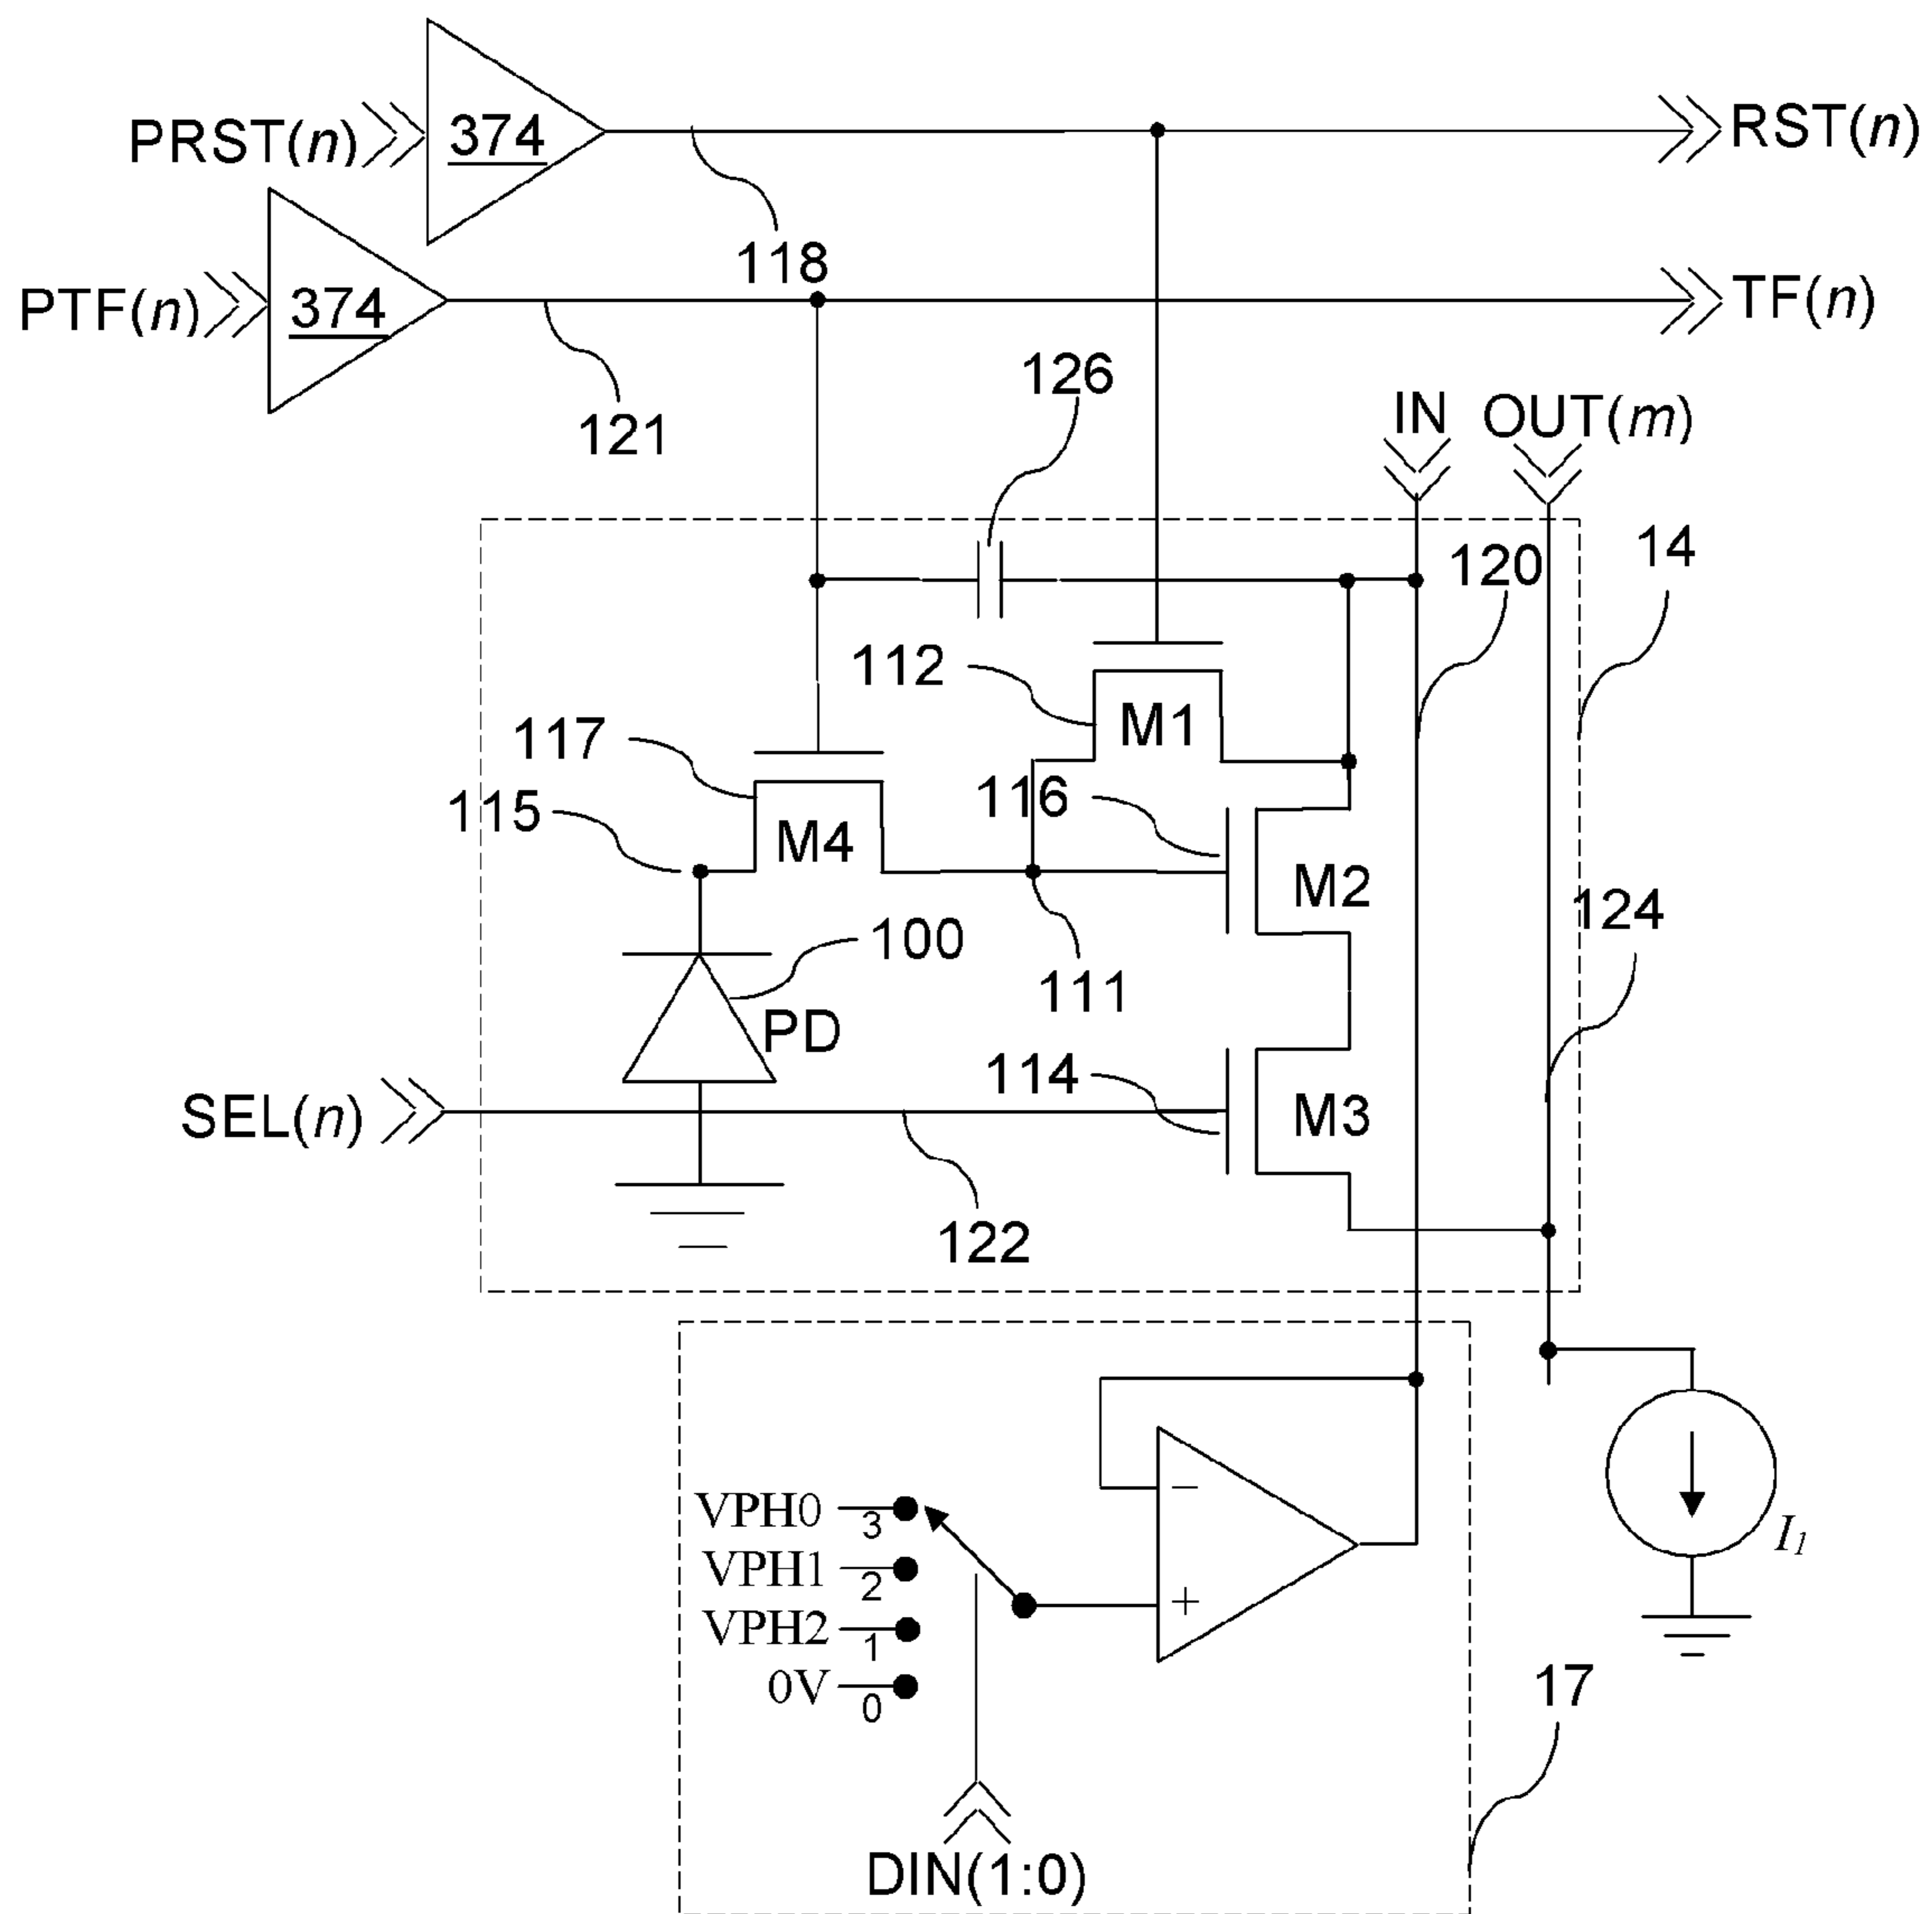 PRST(n)
374
RST(n)
118
PTF(n)
374
TF(n)
121
126
IN
OUT(m)
14
120
112
M1
117
115
116
M4
M2
124
100
111
PD
114
SEL(n)
M3
122
VPH0
3
−
I1
VPH1
2
+
VPH2
1
0V
0
17
DIN(1:0)